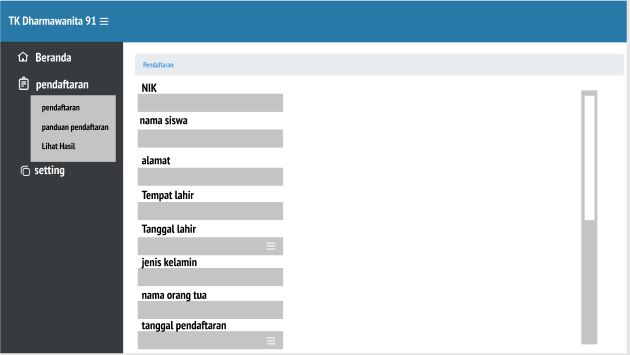 TK Dharmawanita 91
Beranda
pendaftaran
pendaftaran
panduan pendaftaran
Lihat Hasil
setting
Pendaftaran
NIK
nama siswa
alamat
Tempat lahir
Tanggal lahir
jenis kelamin
nama orang tua
tanggal pendaftaran